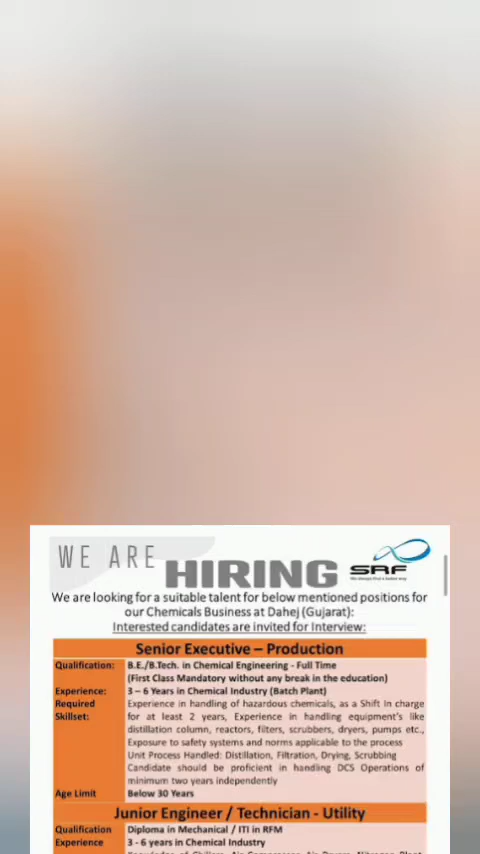 WE ARE
HIRING
SRF
We always find a better way
We are looking for a suitable talent for below mentioned positions for
our Chemicals Business at Dahej (Gujarat):
Interested candidates are invited for Interview:
Senior Executive – Production
Qualification: B.E./B.Tech. in Chemical Engineering - Full Time
(First Class Mandatory without any break in the education)
Experience: 3 – 6 Years in Chemical Industry (Batch Plant)
Required Experience in handling of hazardous chemicals, as a Shift In charge
Skillset: for at least 2 years, Experience in handling equipment's like
distillation column, reactors, filters, scrubbers, dryers, pumps etc.,
Exposure to safety systems and norms applicable to the process
Unit Process Handled: Distillation, Filtration, Drying, Scrubbing
Candidate should be proficient in handling DCS Operations of
minimum two years independently
Age Limit Below 30 Years
Junior Engineer / Technician - Utility
Qualification Diploma in Mechanical / ITI in RFM
Experience 3 - 6 years in Chemical Industry